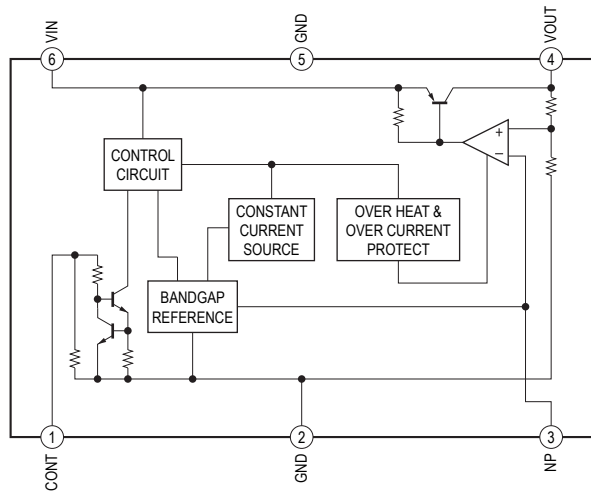 VIN
GND
VOUT
6
5
4
+
−
CONTROL
CIRCUIT
CONSTANT
CURRENT
SOURCE
OVER HEAT &
OVER CURRENT
PROTECT
BANDGAP
REFERENCE
1
2
3
CONT
GND
NP